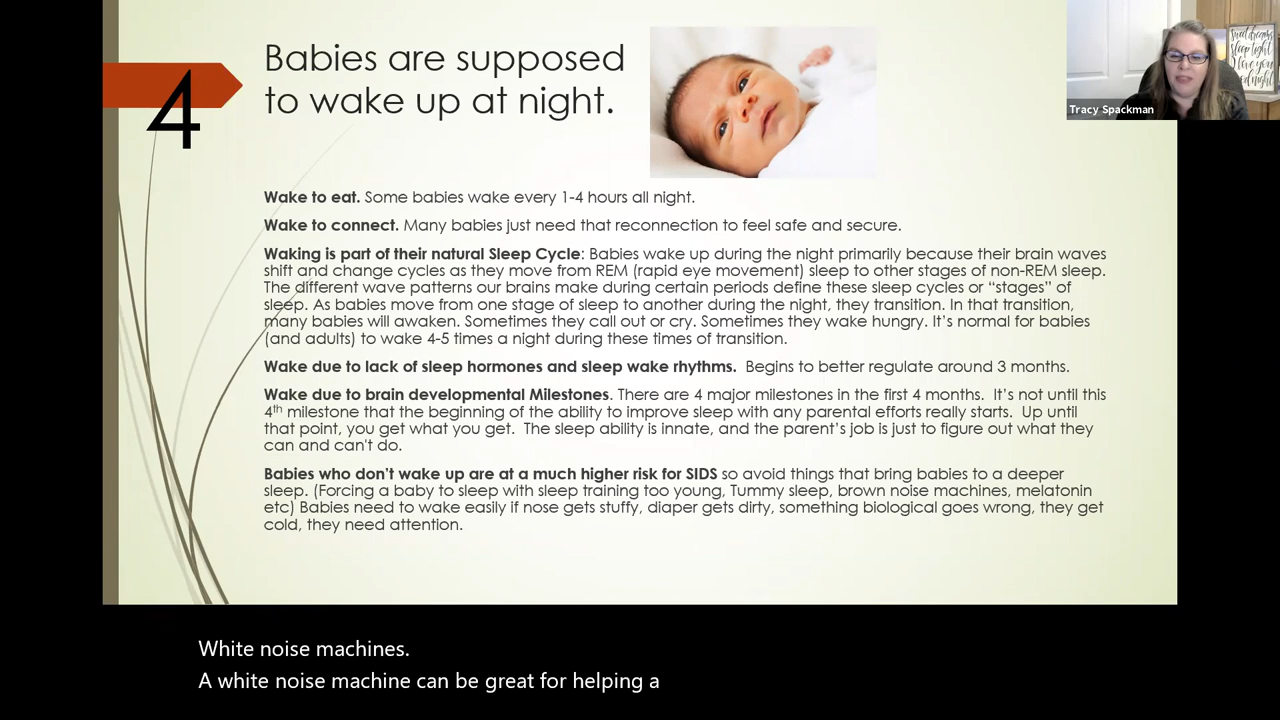 4
Babies are supposed
to wake up at night.
Wake to eat. Some babies wake every 1-4 hours all night.
Wake to connect. Many babies just need that reconnection to feel safe and secure.
Waking is part of their natural Sleep Cycle: Babies wake up during the night primarily because their brain waves
shift and change cycles as they move from REM (rapid eye movement) sleep to other stages of non-REM sleep.
The different wave patterns our brains make during certain periods define these sleep cycles or “stages” of
sleep. As babies move from one stage of sleep to another during the night, they transition. In that transition,
many babies will awaken. Sometimes they call out or cry. Sometimes they wake hungry. It’s normal for babies
(and adults) to wake 4-5 times a night during these times of transition.
Wake due to lack of sleep hormones and sleep wake rhythms. Begins to better regulate around 3 months.
Wake due to brain developmental Milestones. There are 4 major milestones in the first 4 months. It’s not until this
4th milestone that the beginning of the ability to improve sleep with any parental efforts really starts. Up until
that point, you get what you get. The sleep ability is innate, and the parent’s job is just to figure out what they
can and can't do.
Babies who don’t wake up are at a much higher risk for SIDS so avoid things that bring babies to a deeper
sleep. (Forcing a baby to sleep with sleep training too young, Tummy sleep, brown noise machines, melatonin
etc) Babies need to wake easily if nose gets stuffy, diaper gets dirty, something biological goes wrong, they get
cold, they need attention.
Tracy Spackman
sweet dreams
sleep tight
I love you
White noise machines.
A white noise machine can be great for helping a